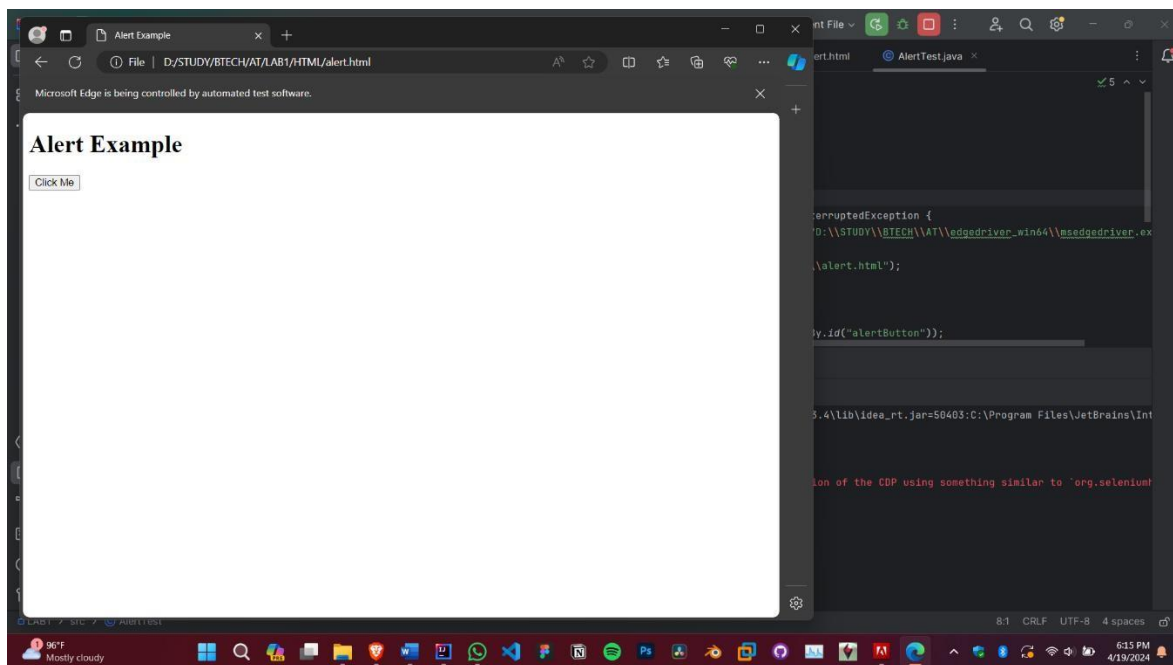 Alert Example
File | D:/STUDY/BTECH/AT/LAB1/HTML/alert.html
Microsoft Edge is being controlled by automated test software.
Alert Example
Click Me
nt File
ert.html AlertTest.java
5
terruptedException {
D:\\STUDY\\BTECH\\AT\\edgedriver_win64\\msedgedriver.ex
\alert.html");
y.id("alertButton"));
3.4\lib\idea_rt.jar=50403:C:\Program Files\JetBrains\Int
ion of the CDP using something similar to `org.seleniumh
LAB1 > src > AlertTest
8:1 CRLF UTF-8 4 spaces
1 96°F
Mostly cloudy
6:15 PM
4/19/2024